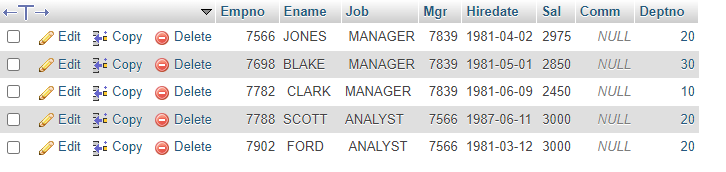 Empno Ename Job Mgr Hiredate Sal Comm Deptno
Edit Copy Delete 7566 JONES MANAGER 7839 1981-04-02 2975 NULL 20
Edit Copy Delete 7698 BLAKE MANAGER 7839 1981-05-01 2850 NULL 30
Edit Copy Delete 7782 CLARK MANAGER 7839 1981-06-09 2450 NULL 10
Edit Copy Delete 7788 SCOTT ANALYST 7566 1987-06-11 3000 NULL 20
Edit Copy Delete 7902 FORD ANALYST 7566 1981-03-12 3000 NULL 20